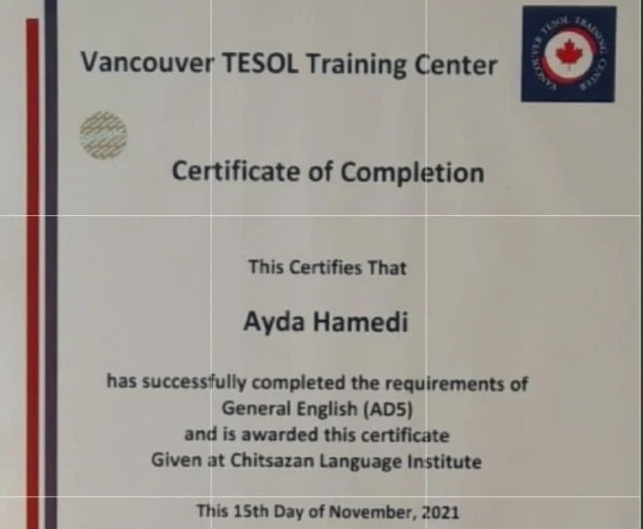 Vancouver TESOL Training Center
VANCOUVER TESOL TRAINING CENTER
Certificate of Completion
This Certifies That
Ayda Hamedi
has successfully completed the requirements of
General English (AD5)
and is awarded this certificate
Given at Chitsazan Language Institute
This 15th Day of November, 2021